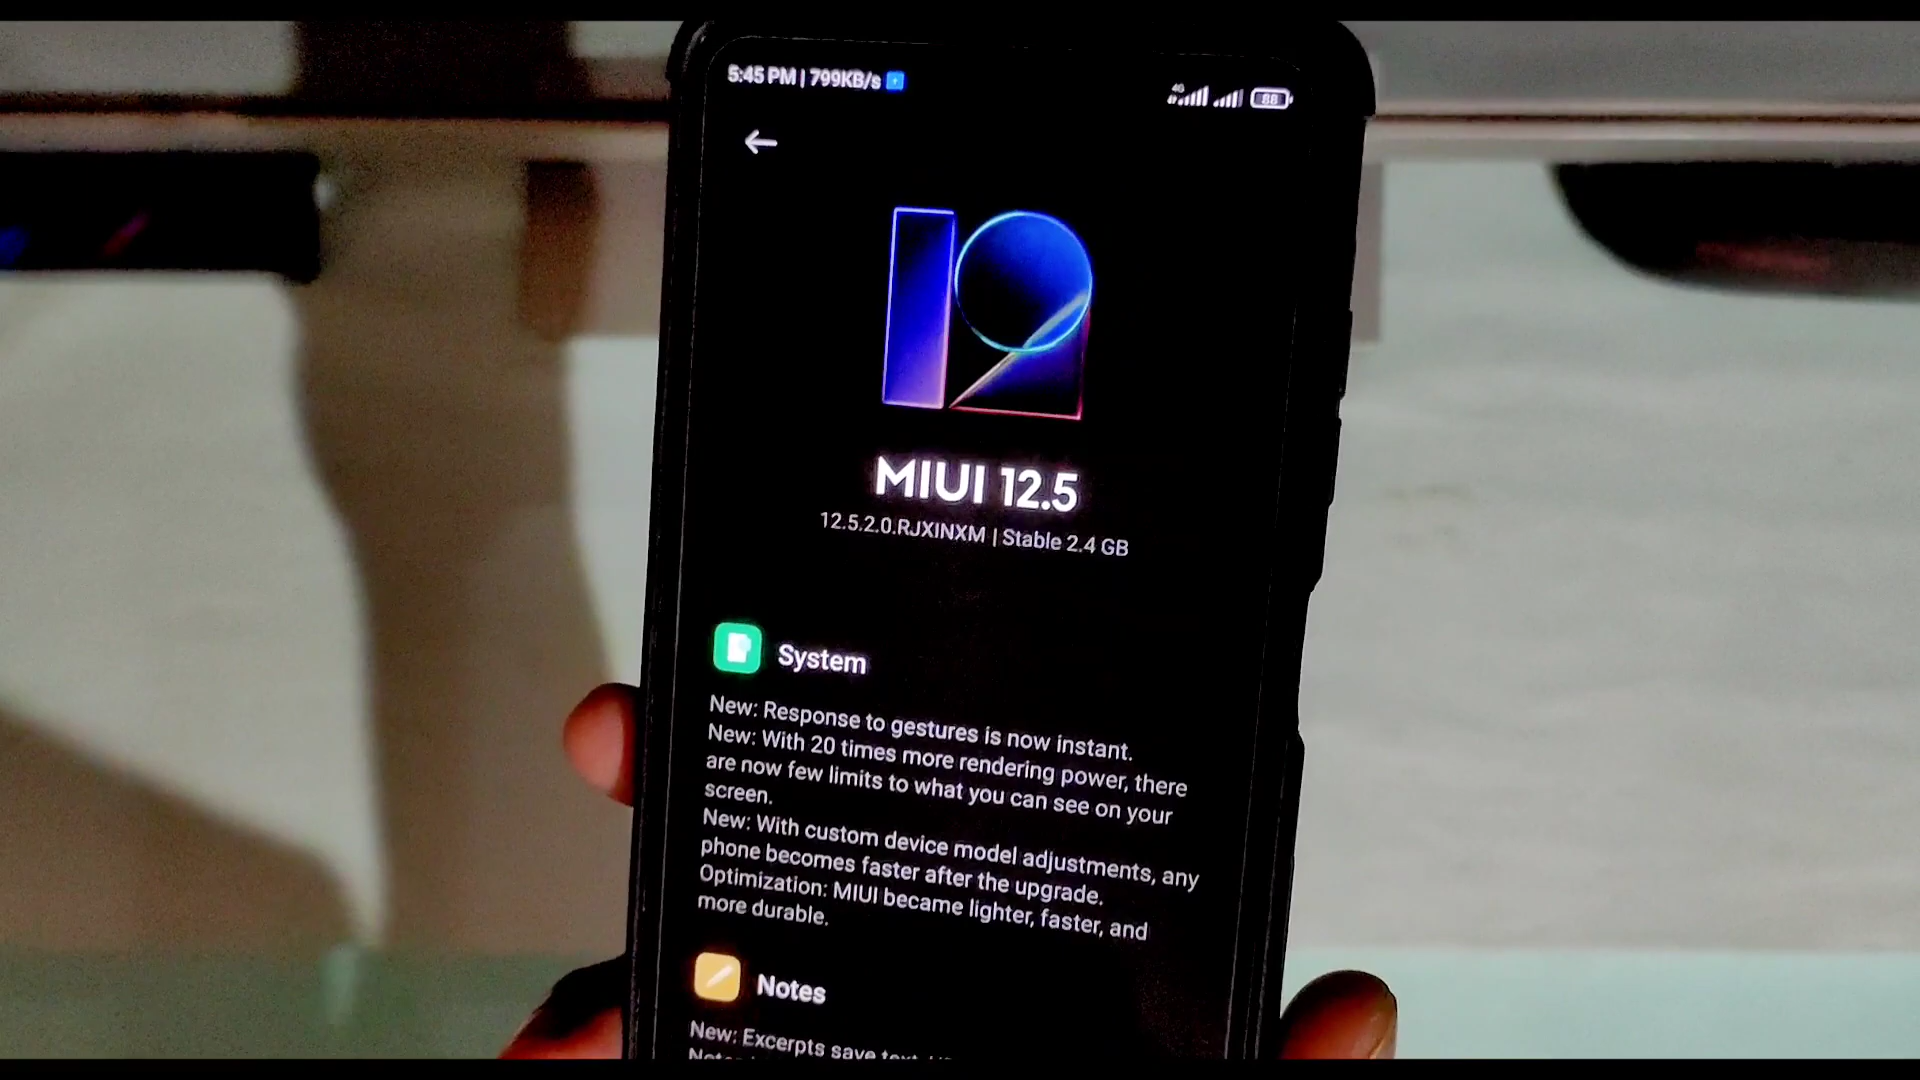 5:45 PM | 799KB/s
4G
88
MIUI 12.5
12.5.2.0.RJXINXM | Stable 2.4 GB
System
New: Response to gestures is now instant.
New: With 20 times more rendering power, there
are now few limits to what you can see on your
screen.
New: With custom device model adjustments, any
phone becomes faster after the upgrade.
Optimization: MIUI became lighter, faster, and
more durable.
Notes
New: Excerpts save